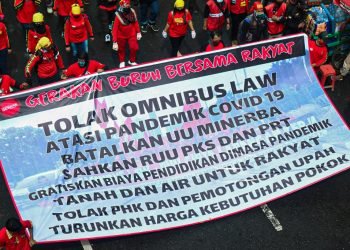 GERAKAN BURUH BERSAMA RAKYAT
TOLAK OMNIBUS LAW
ATASI PANDEMIK COVID 19
BATALKAN UU MINERBA
SAHKAN RUU PKS DAN PRT
GRATISKAN BIAYA PENDIDIKAN DIMASA PANDEMIK
TANAH DAN AIR UNTUK RAKYAT
TOLAK PHK DAN PEMOTONGAN UPAH
TURUNKAN HARGA KEBUTUHAN POKOK